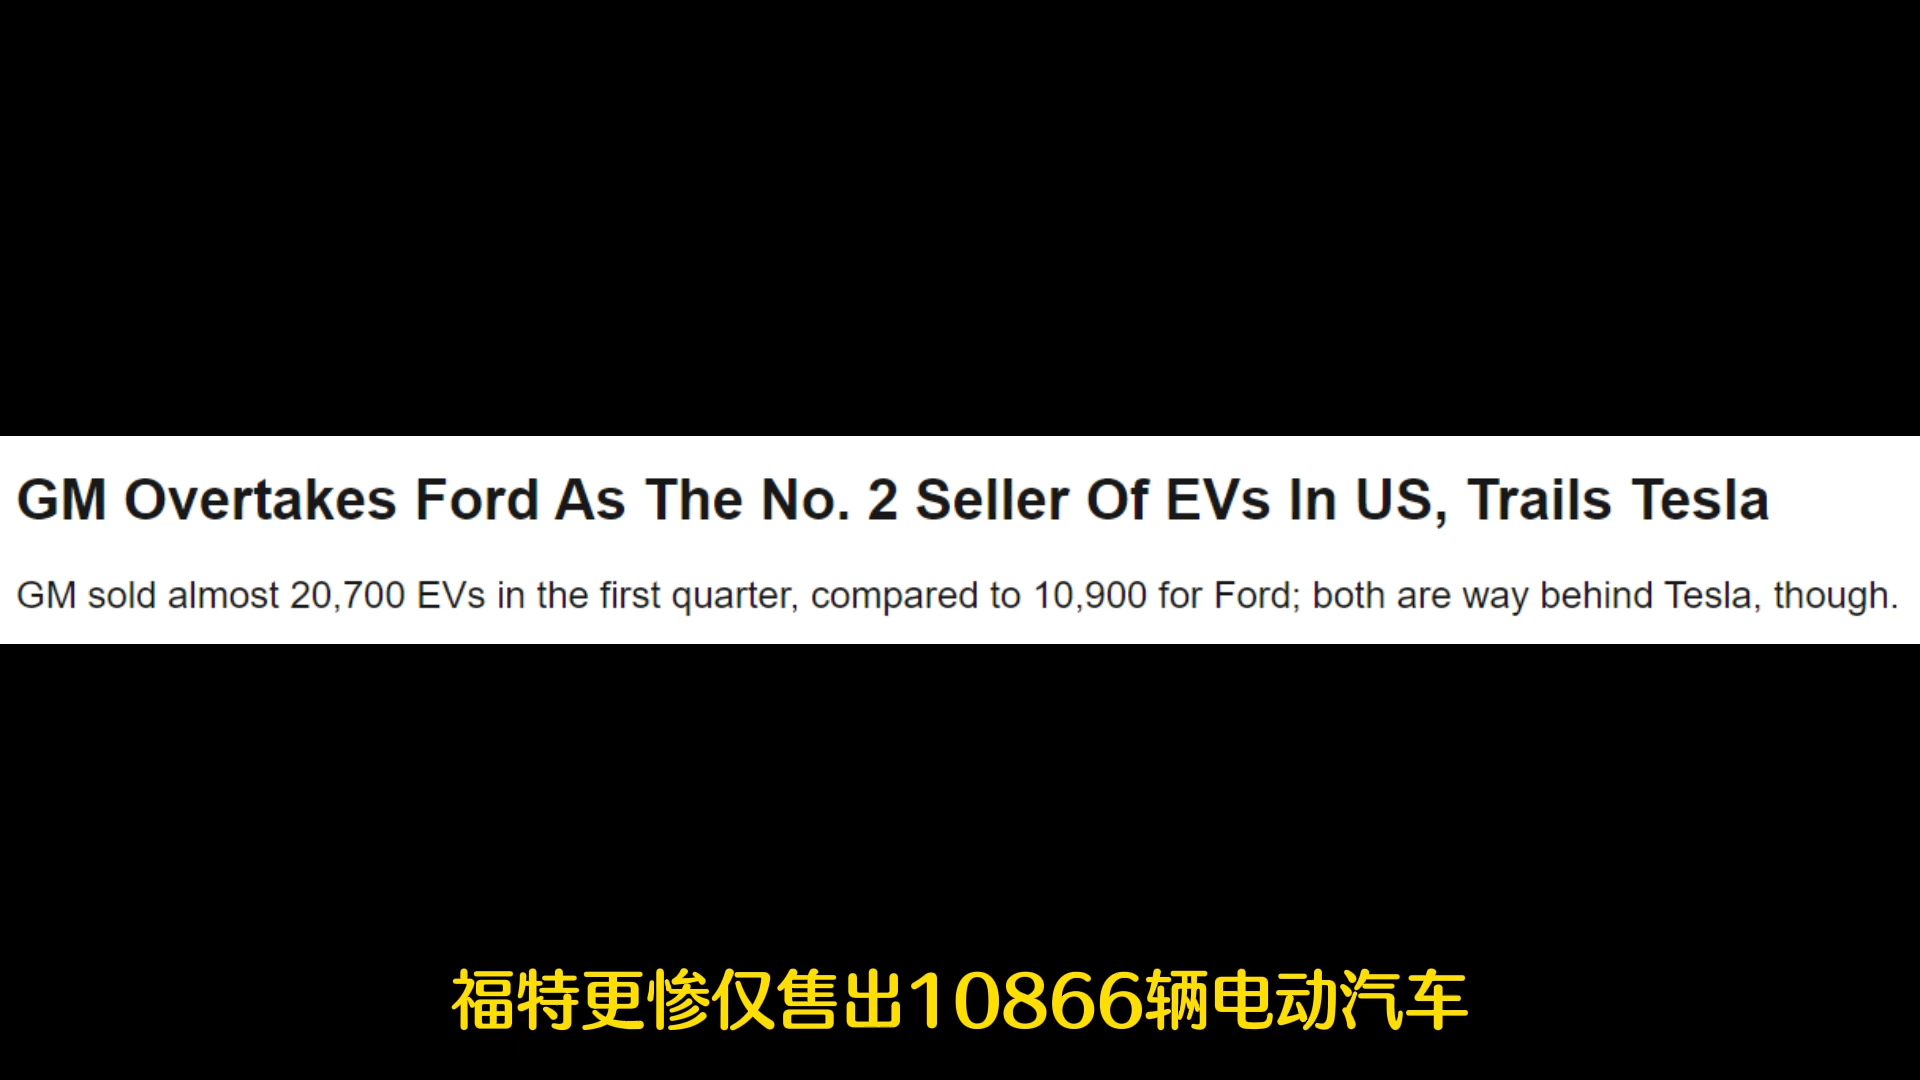 GM Overtakes Ford As The No. 2 Seller Of EVs In US, Trails Tesla
GM sold almost 20,700 EVs in the first quarter, compared to 10,900 for Ford; both are way behind Tesla, though.
福特更惨仅售出10866辆电动汽车